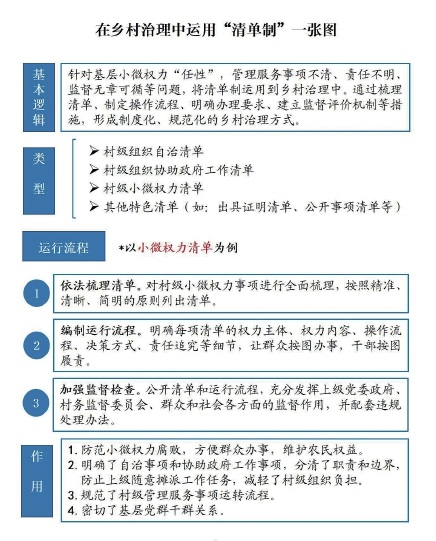 在乡村治理中运用“清单制”一张图
基本逻辑
针对基层小微权力“任性”，管理服务事项不清、责任不明、
监督无章可循等问题，将清单制运用到乡村治理中。通过梳理
清单、制定操作流程、明确办理要求、建立监督评价机制等措
施，形成制度化、规范化的乡村治理方式。
类型
➢村级组织自治清单
➢村级组织协助政府工作清单
➢村级小微权力清单
➢其他特色清单（如：出具证明清单、公开事项清单等）
运行流程 *以小微权力清单为例
1
依法梳理清单。对村级小微权力事项进行全面梳理，按照精准、
清晰、简明的原则列出清单。
2
编制运行流程。明确每项清单的权力主体、权力内容、操作流
程、决策方式、责任追究等细节，让群众按图办事，干部按图
履责。
3
加强监督检查。公开清单和运行流程，充分发挥上级党委政府、
村务监督委员会、群众和社会各方面的监督作用，并配套违规
处理办法。
作用
1.防范小微权力腐败，方便群众办事，维护农民权益。
2.明确了自治事项和协助政府工作事项，分清了职责和边界，
防止上级随意摊派工作任务，减轻了村级组织负担。
3.规范了村级管理服务事项运转流程。
4.密切了基层党群干群关系。